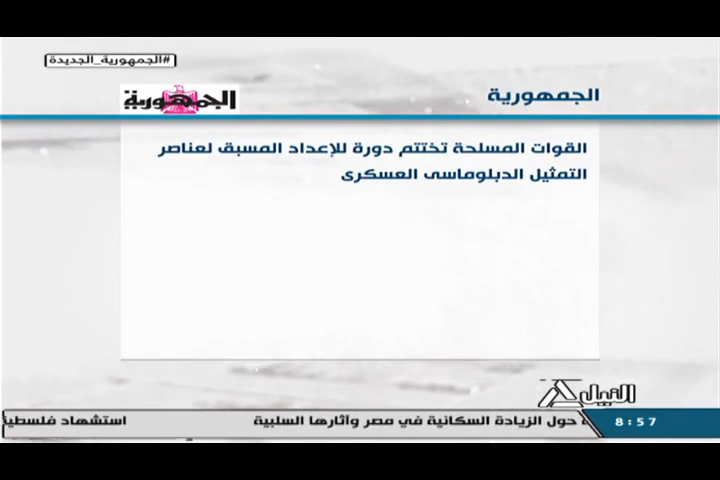 #الجمهورية_الجديدة
الجمهورية
الجمهورية
القوات المسلحة تختتم دورة للإعداد المسبق لعناصر
التمثيل الدبلوماسى العسكرى
النيل
8:57
حول الزيادة السكانية في مصر وآثارها السلبية
استشهاد